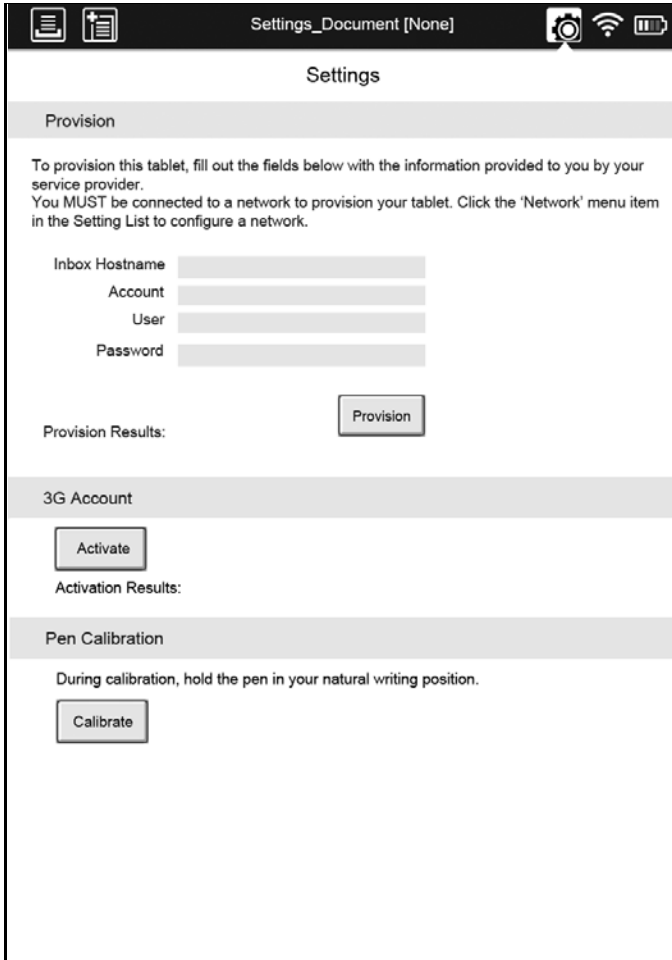 Settings_Document [None]
Settings
Provision
To provision this tablet, fill out the fields below with the information provided to you by your
service provider.
You MUST be connected to a network to provision your tablet. Click the ‘Network’ menu item
in the Setting List to configure a network.
Inbox Hostname
Account
User
Password
Provision
Provision Results:
3G Account
Activate
Activation Results:
Pen Calibration
During calibration, hold the pen in your natural writing position.
Calibrate